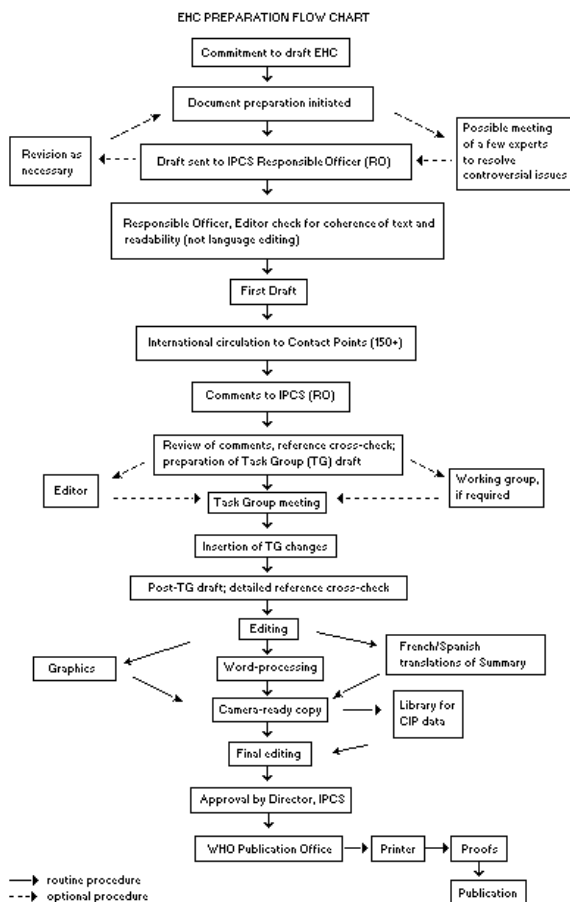 EHC PREPARATION FLOW CHART
Commitment to draft EHC
Document preparation initiated
Revision as
necessary
Draft sent to IPCS Responsible Officer (RO)
Possible meeting
of a few experts
to resolve
controversial issues
Responsible Officer, Editor check for coherence of text and
readability (not language editing)
First Draft
International circulation to Contact Points (150+)
Comments to IPCS (RO)
Review of comments, reference cross-check;
preparation of Task Group (TG) draft
Editor
Working group,
if required
Task Group meeting
Insertion of TG changes
Post-TG draft; detailed reference cross-check
Editing
Graphics
Word-processing
French/Spanish
translations of Summary
Camera-ready copy
Library for
CIP data
Final editing
Approval by Director, IPCS
WHO Publication Office
Printer
Proofs
Publication
routine procedure
optional procedure